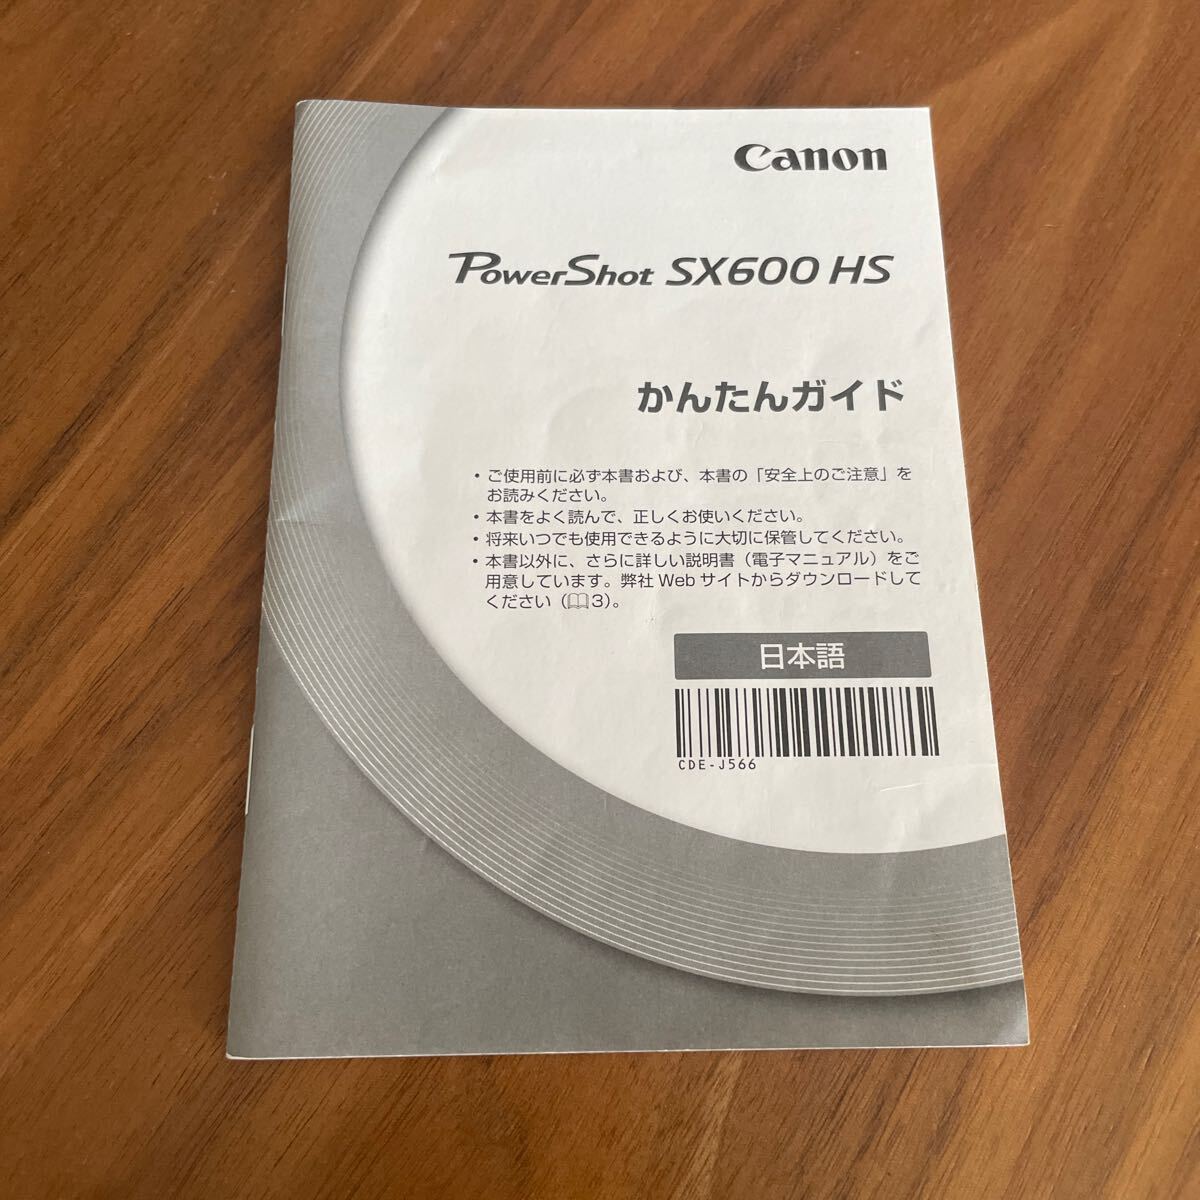 Canon
PowerShot SX600 HS
かんたんガイド
・ご使用前に必ず本書および、本書の「安全上のご注意」を
お読みください。
・本書をよく読んで、正しくお使いください。
・将来いつでも使用できるように大切に保管してください。
・本書以外に、さらに詳しい説明書（電子マニュアル）をご
用意しています。弊社 Web サイトからダウンロードして
ください（📖3）。
日本語
CDE-J566